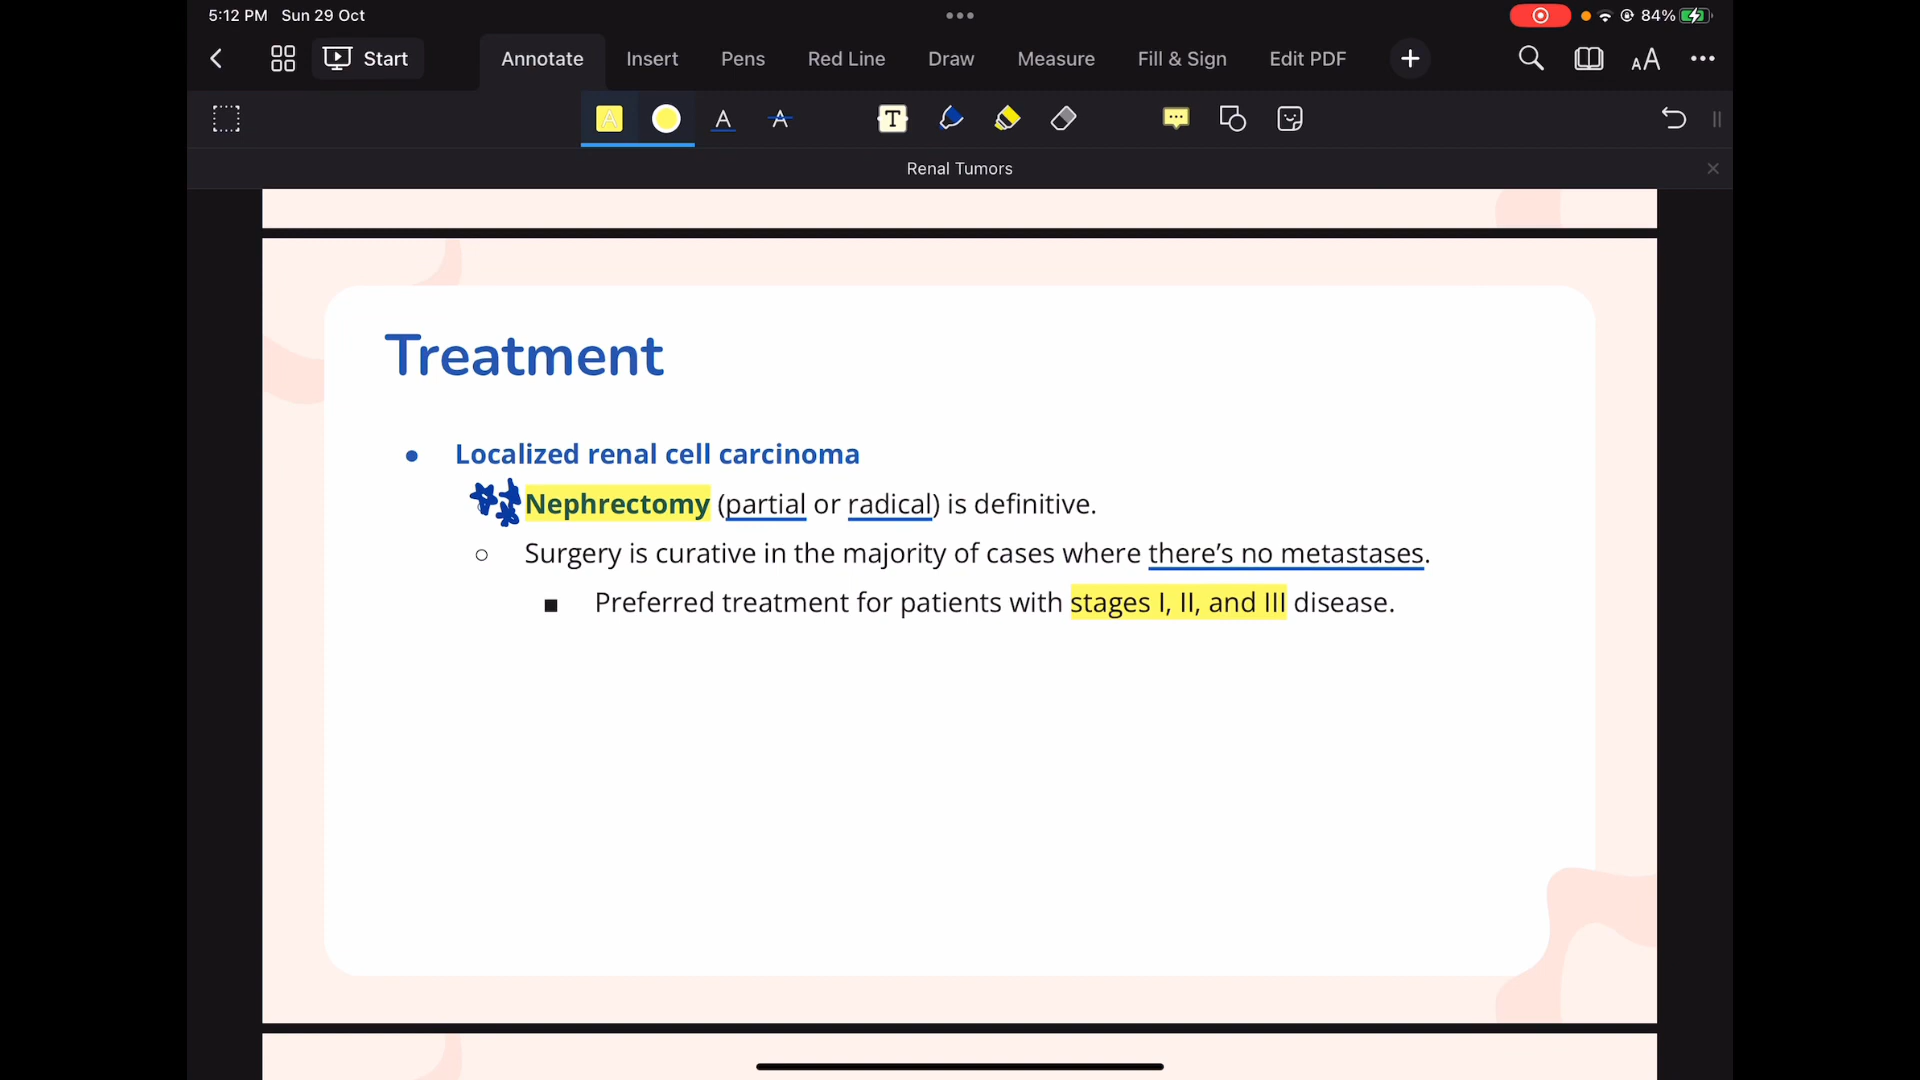 5:12 PM Sun 29 Oct
84%
Start
Annotate Insert Pens Red Line Draw Measure Fill & Sign Edit PDF
Renal Tumors
Treatment
• Localized renal cell carcinoma
Nephrectomy (partial or radical) is definitive.
○ Surgery is curative in the majority of cases where there’s no metastases.
■ Preferred treatment for patients with stages I, II, and III disease.